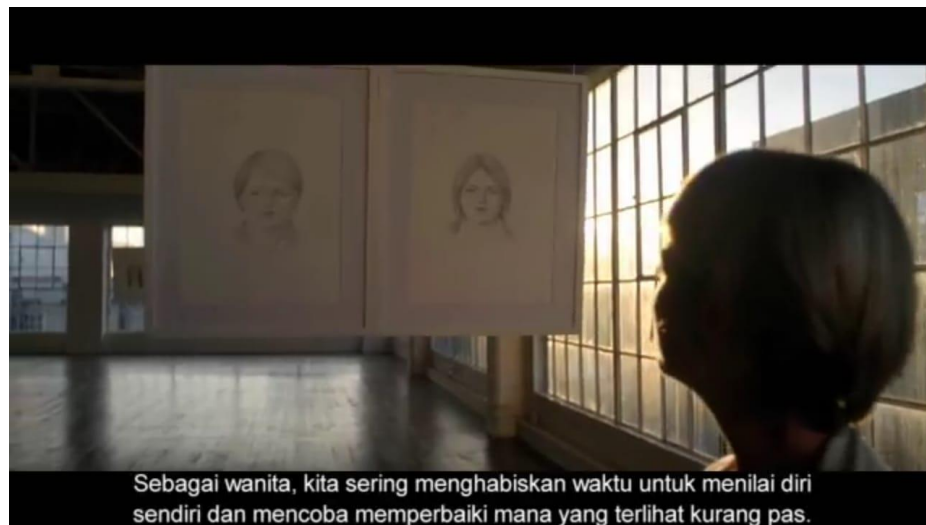 Sebagai wanita, kita sering menghabiskan waktu untuk menilai diri
sendiri dan mencoba memperbaiki mana yang terlihat kurang pas.